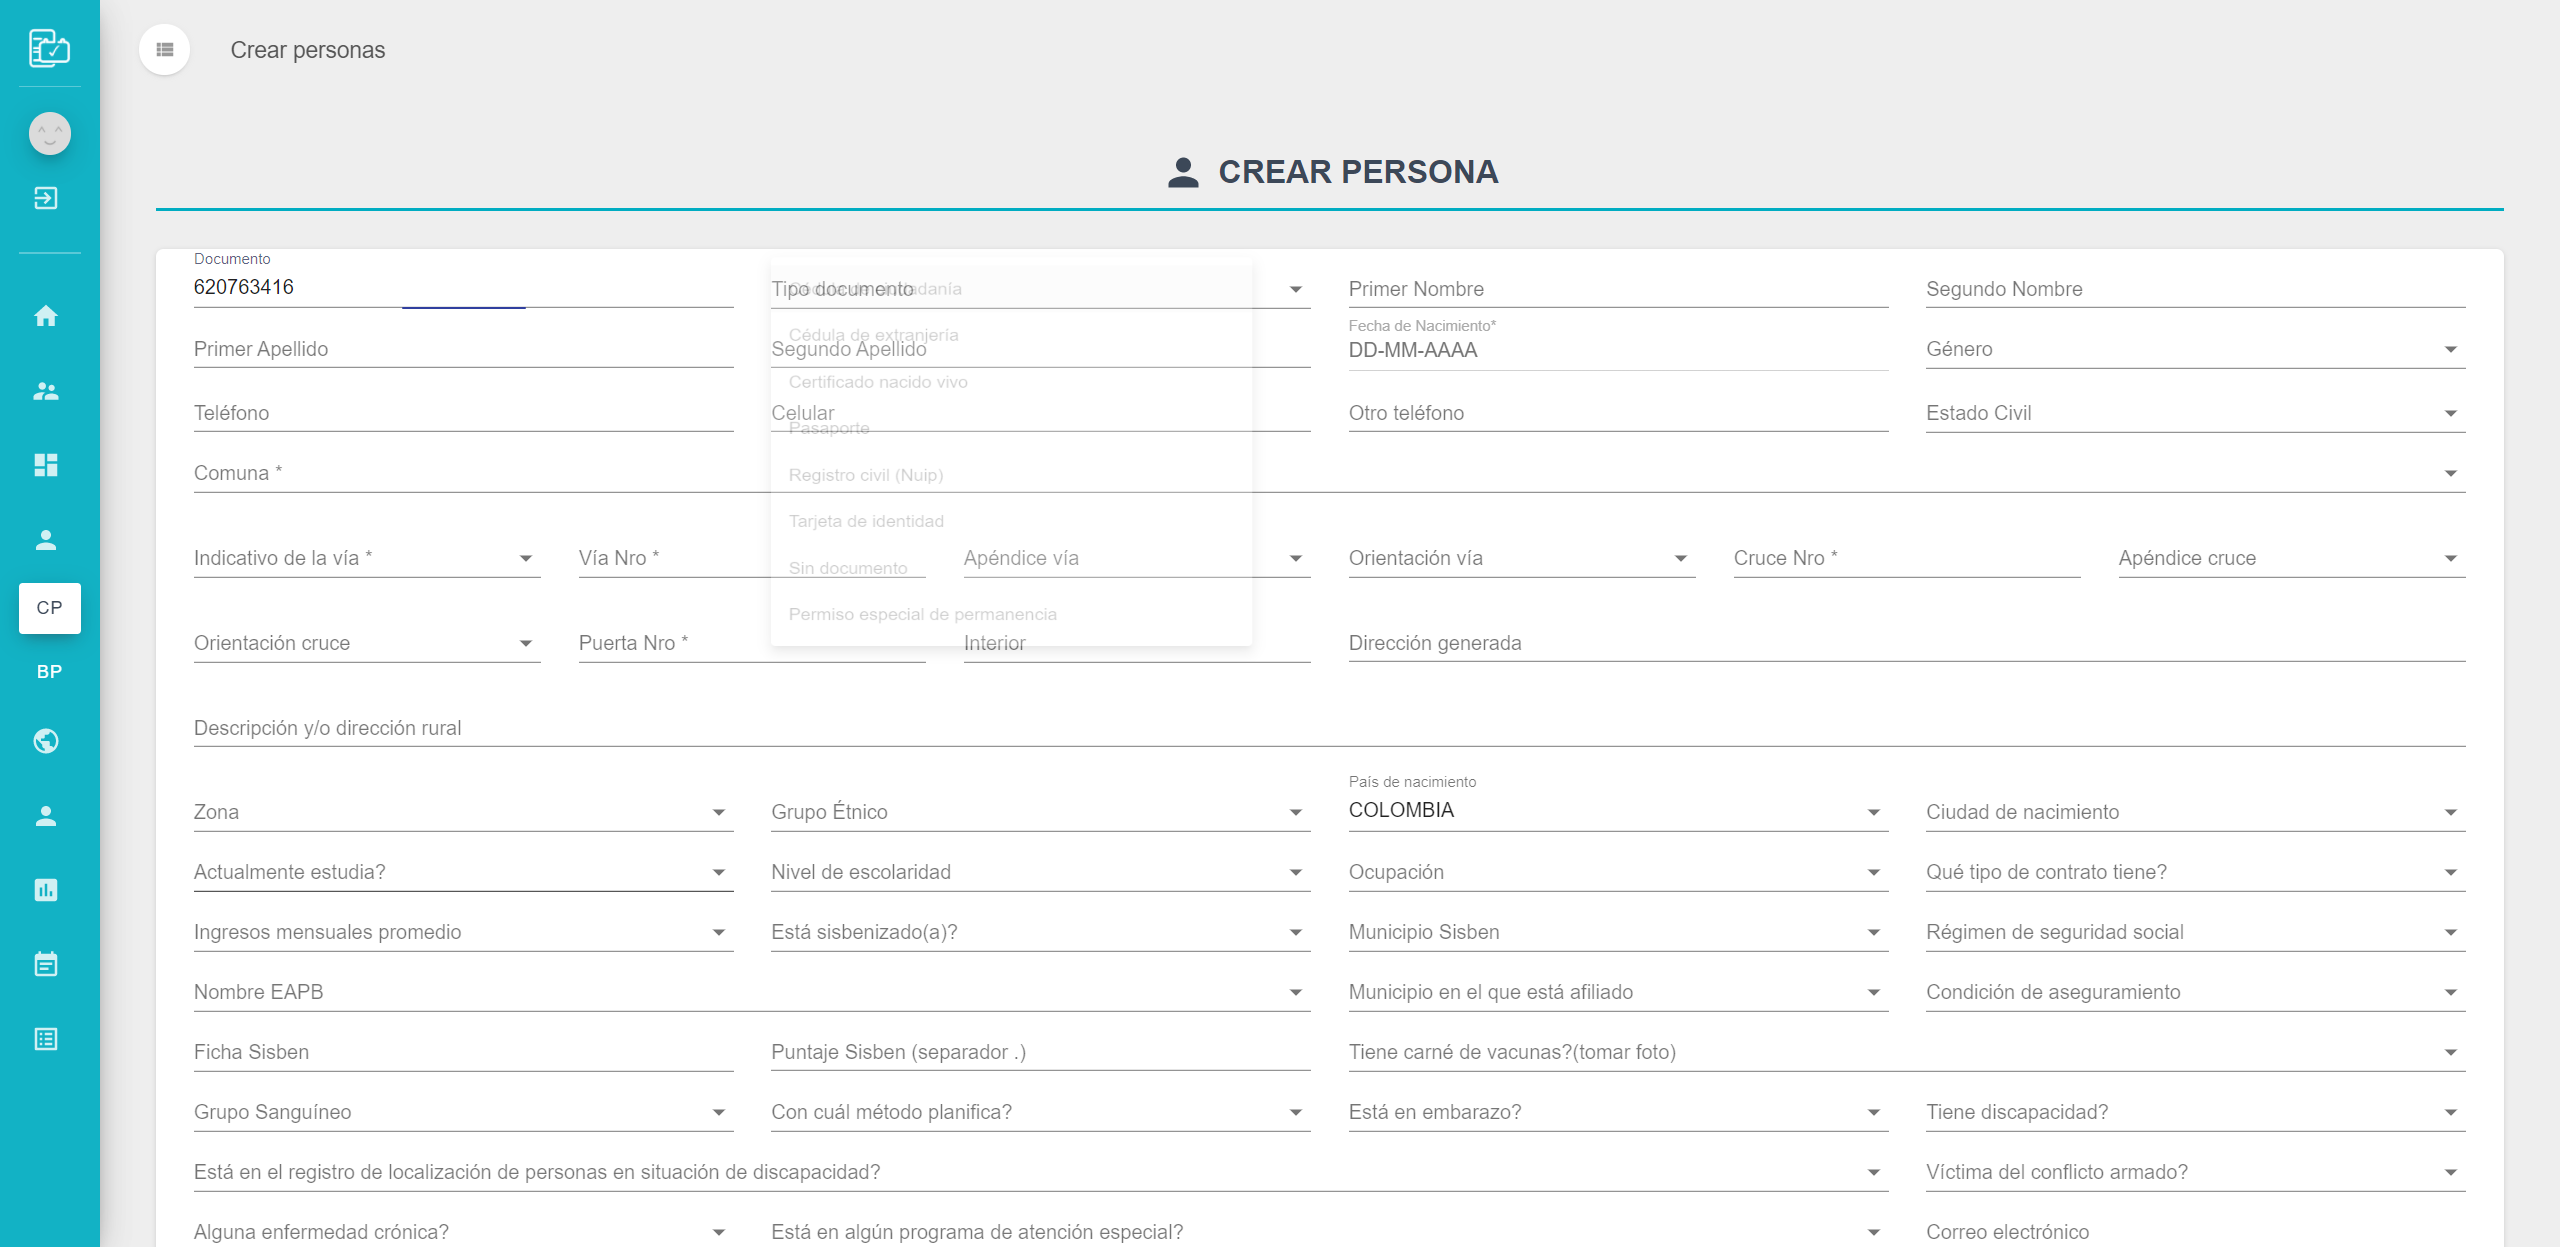 Crear personas
CREAR PERSONA
Documento
620763416
Tipo documento
Cédula de ciudadanía
Primer Nombre
Segundo Nombre
Cédula de extranjería
Primer Apellido
Segundo Apellido
Fecha de Nacimiento*
DD-MM-AAAA
Género
Certificado nacido vivo
Teléfono
Celular
Otro teléfono
Estado Civil
Pasaporte
Comuna *
Registro civil (Nuip)
Tarjeta de identidad
Indicativo de la vía *
Vía Nro *
Apéndice vía
Orientación vía
Cruce Nro *
Apéndice cruce
Sin documento
CP
Permiso especial de permanencia
Orientación cruce
Puerta Nro *
Interior
Dirección generada
BP
Descripción y/o dirección rural
Zona
Grupo Étnico
País de nacimiento
COLOMBIA
Ciudad de nacimiento
Actualmente estudia?
Nivel de escolaridad
Ocupación
Qué tipo de contrato tiene?
Ingresos mensuales promedio
Está sisbenizado(a)?
Municipio Sisben
Régimen de seguridad social
Nombre EAPB
Municipio en el que está afiliado
Condición de aseguramiento
Ficha Sisben
Puntaje Sisben (separador .)
Tiene carné de vacunas?(tomar foto)
Grupo Sanguíneo
Con cuál método planifica?
Está en embarazo?
Tiene discapacidad?
Está en el registro de localización de personas en situación de discapacidad?
Víctima del conflicto armado?
Alguna enfermedad crónica?
Está en algún programa de atención especial?
Correo electrónico